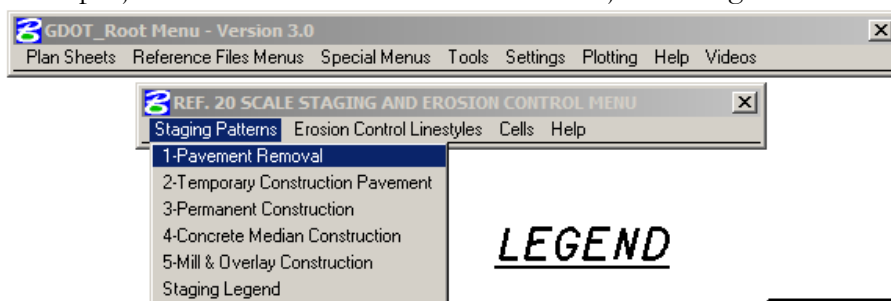 GDOT_Root Menu - Version 3.0
Plan Sheets Reference Files Menus Special Menus Tools Settings Plotting Help Videos
REF. 20 SCALE STAGING AND EROSION CONTROL MENU
Staging Patterns Erosion Control Linestyles Cells Help
1-Pavement Removal
2-Temporary Construction Pavement
3-Permanent Construction
4-Concrete Median Construction
5-Mill & Overlay Construction
Staging Legend
LEGEND